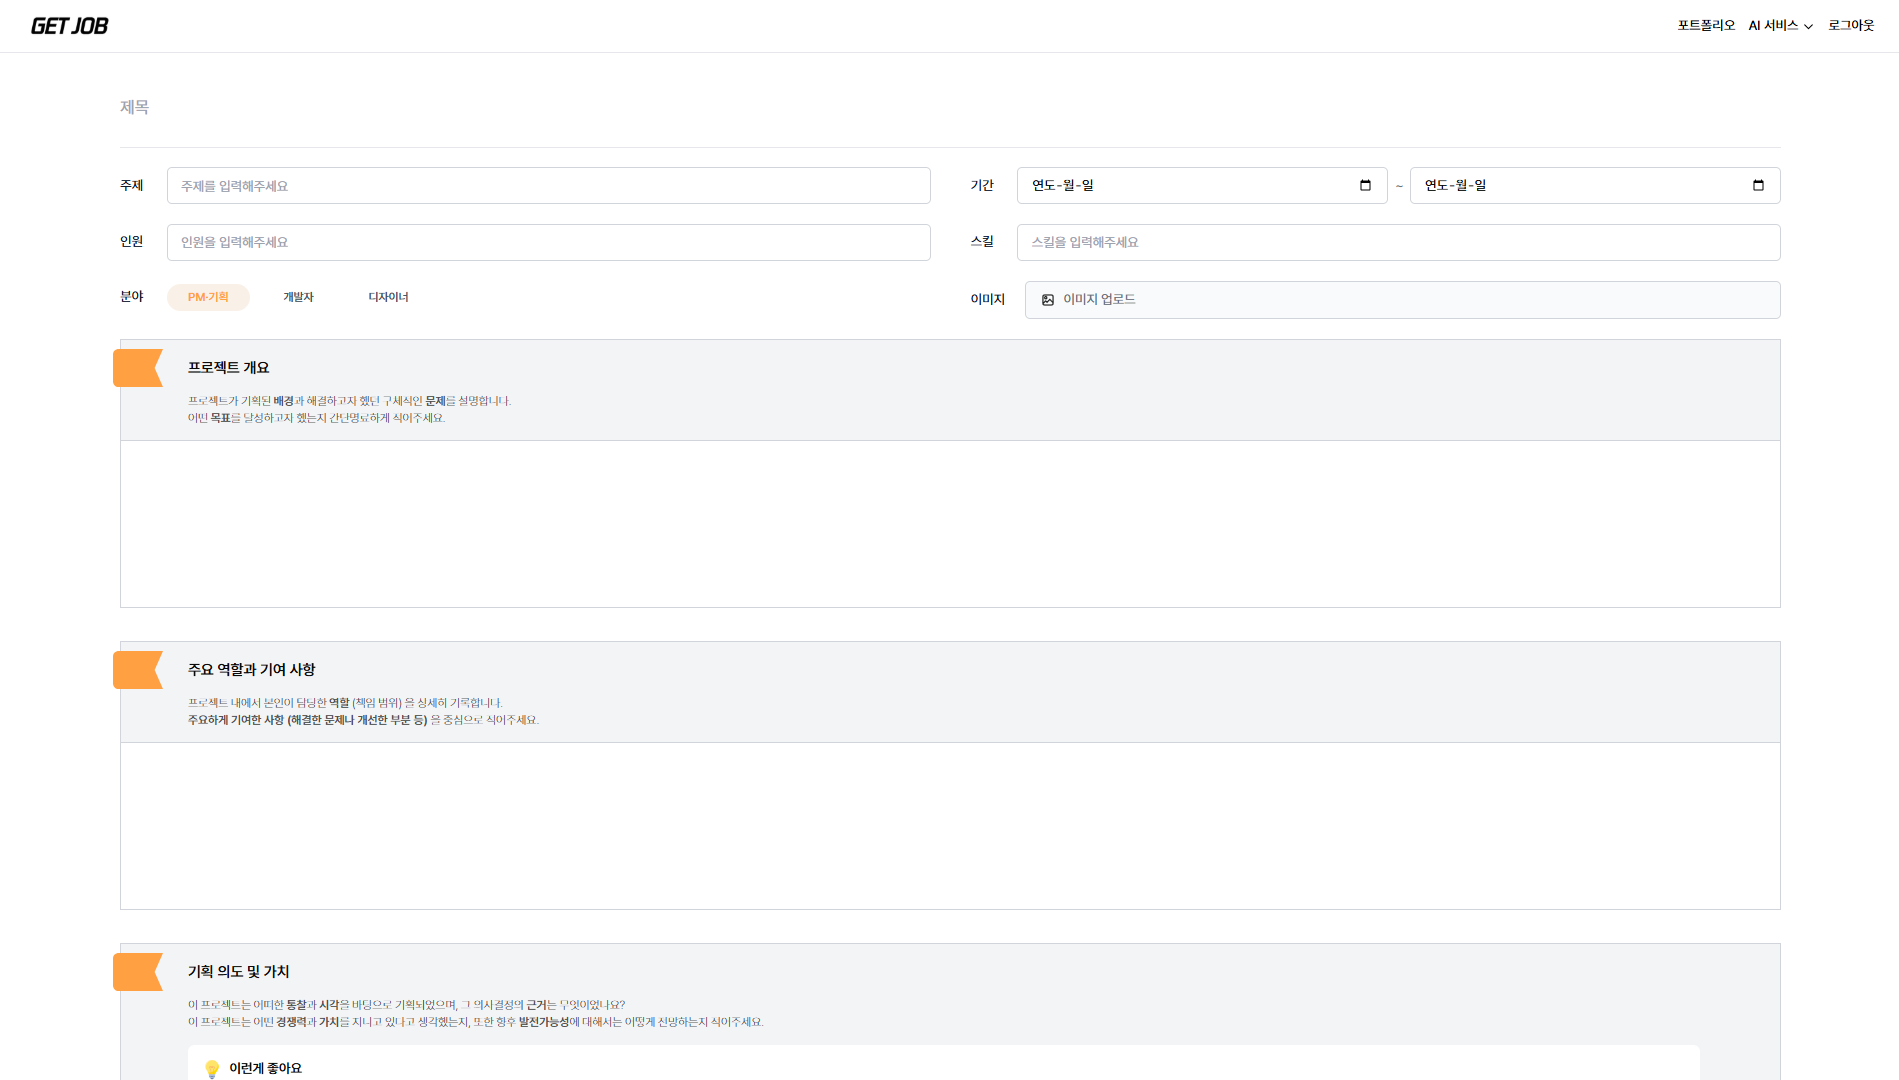 GET JOB
포트폴리오 AI 서비스 로그아웃
제목
주제 주제를 입력해주세요 기간 연도-월-일 ~ 연도-월-일
인원 인원을 입력해주세요 스킬 스킬을 입력해주세요
분야 PM·기획 개발자 디자이너 이미지 이미지 업로드
프로젝트 개요
프로젝트가 기획된 배경과 해결하고자 했던 구체적인 문제를 설명합니다.
어떤 목표를 달성하고자 했는지 간단명료하게 적어주세요.
주요 역할과 기여 사항
프로젝트 내에서 본인이 담당한 역할 (책임 범위) 을 상세히 기록합니다.
주요하게 기여한 사항 (해결한 문제나 개선한 부분 등) 을 중심으로 적어주세요.
기획 의도 및 가치
이 프로젝트는 어떠한 통찰과 시각을 바탕으로 기획되었으며, 그 의사결정의 근거는 무엇이었나요?
이 프로젝트는 어떤 경쟁력과 가치를 지니고 있다고 생각했는지, 또한 향후 발전가능성에 대해서는 어떻게 전망하는지 적어주세요.
이런게 좋아요